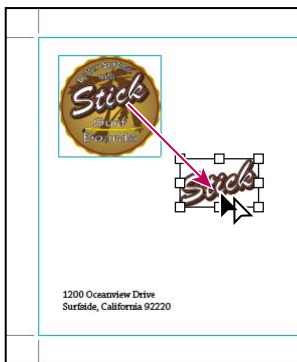 Stick
Surf
Boards
Stick
1200 Oceanview Drive
Surfside, California 92220